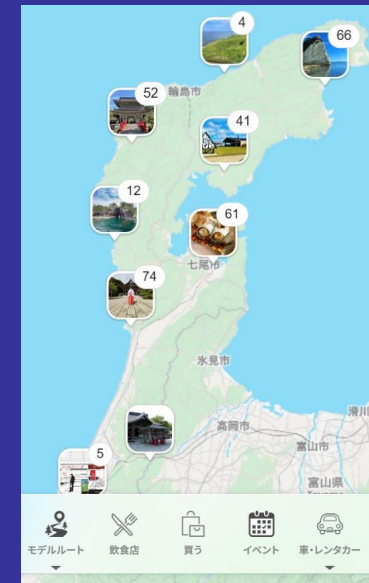 4
66
52
輪島市
41
12
61
七尾市
74
氷見市
高岡市
滑川
富山市
5
富山県
モデルルート
飲食店
買う
イベント
車・レンタカー